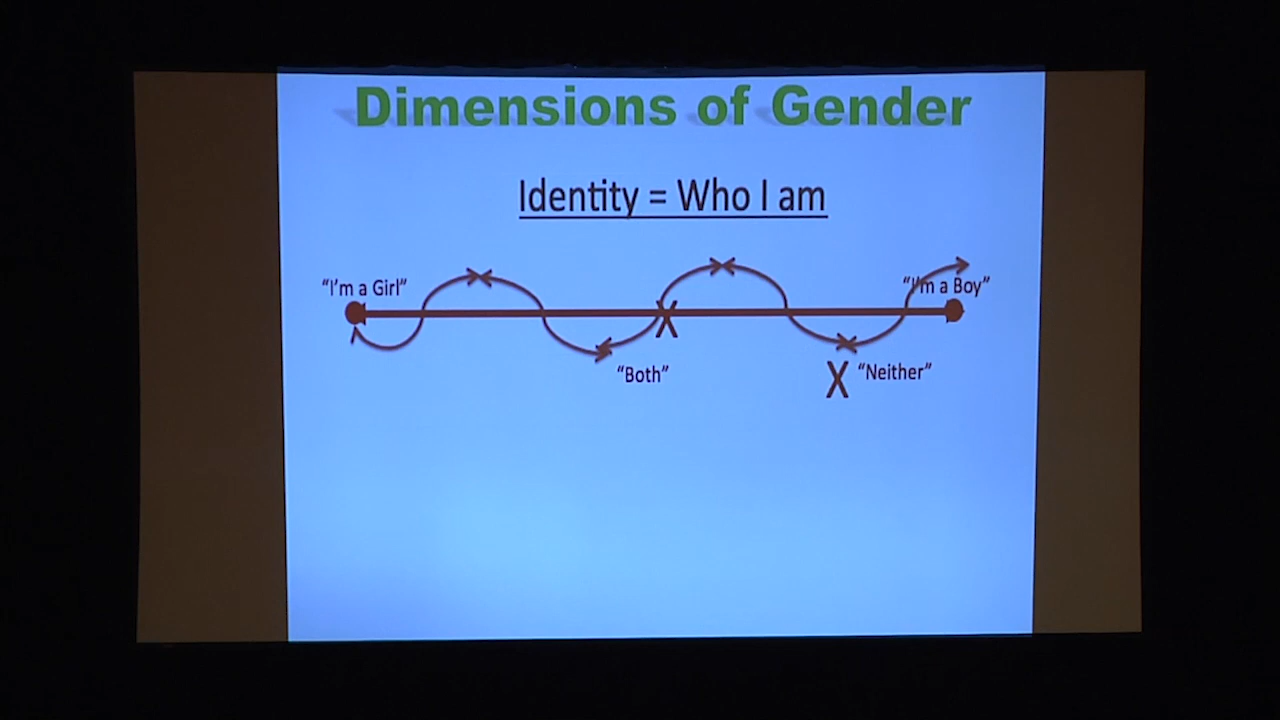 Dimensions of Gender
Identity = Who I am
“I’m a Girl”
“I’m a Boy”
X
“Both”
X “Neither”